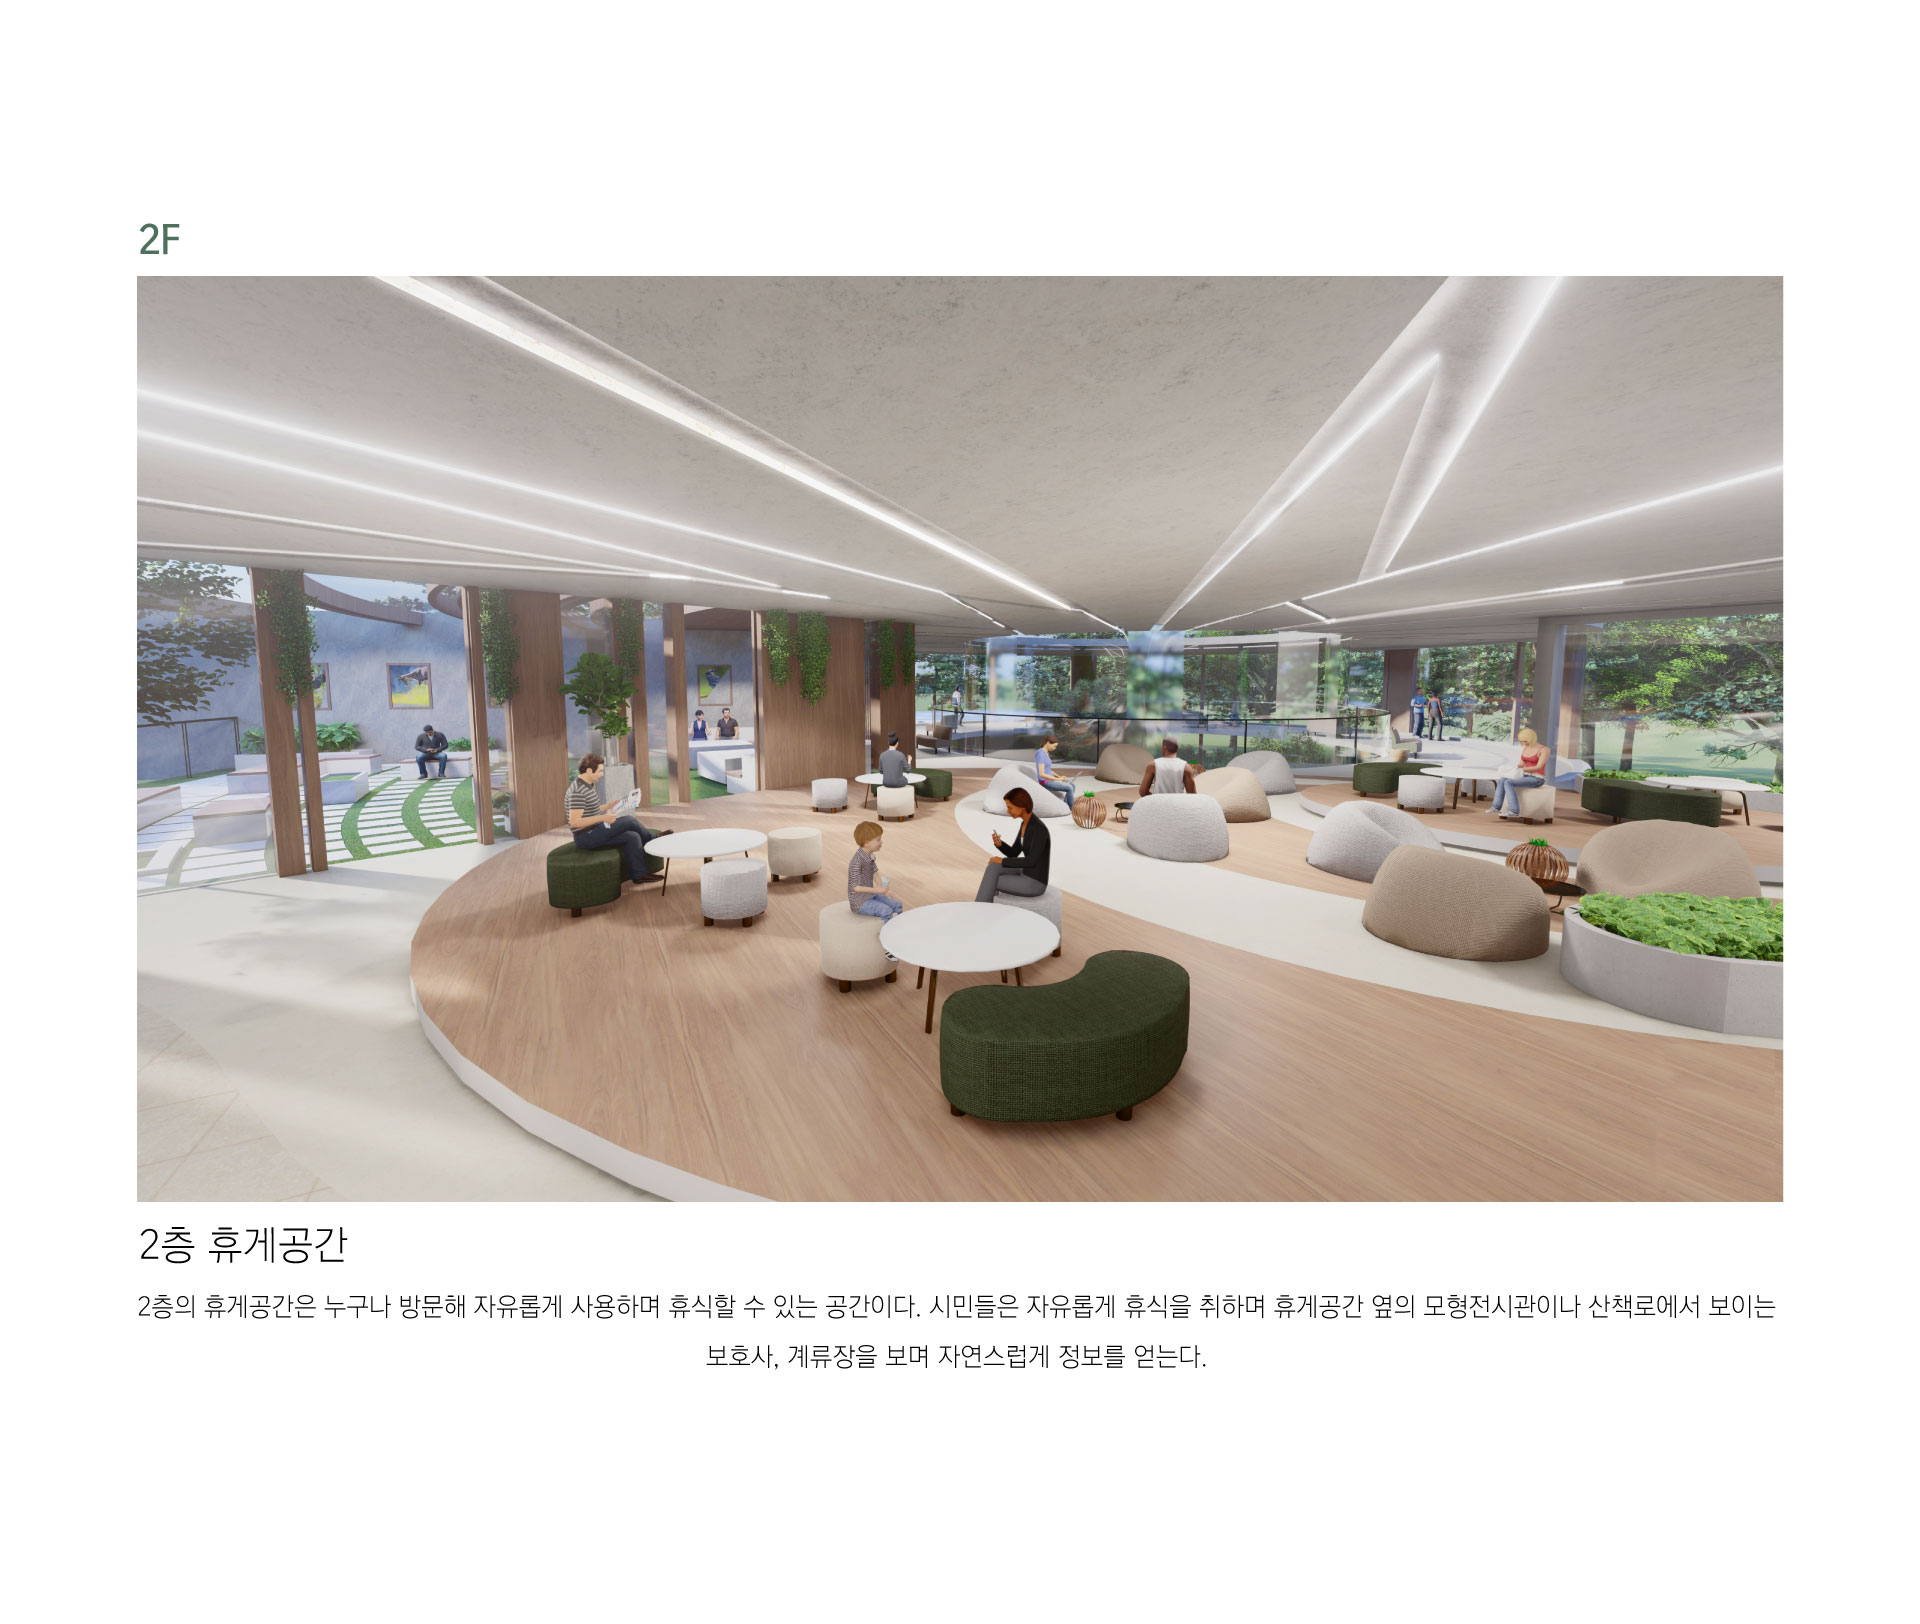 2F
2층 휴게공간
2층의 휴게공간은 누구나 방문해 자유롭게 사용하며 휴식할 수 있는 공간이다. 시민들은 자유롭게 휴식을 취하며 휴게공간 옆의 모형전시관이나 산책로에서 보이는
보호사, 계류장을 보며 자연스럽게 정보를 얻는다.